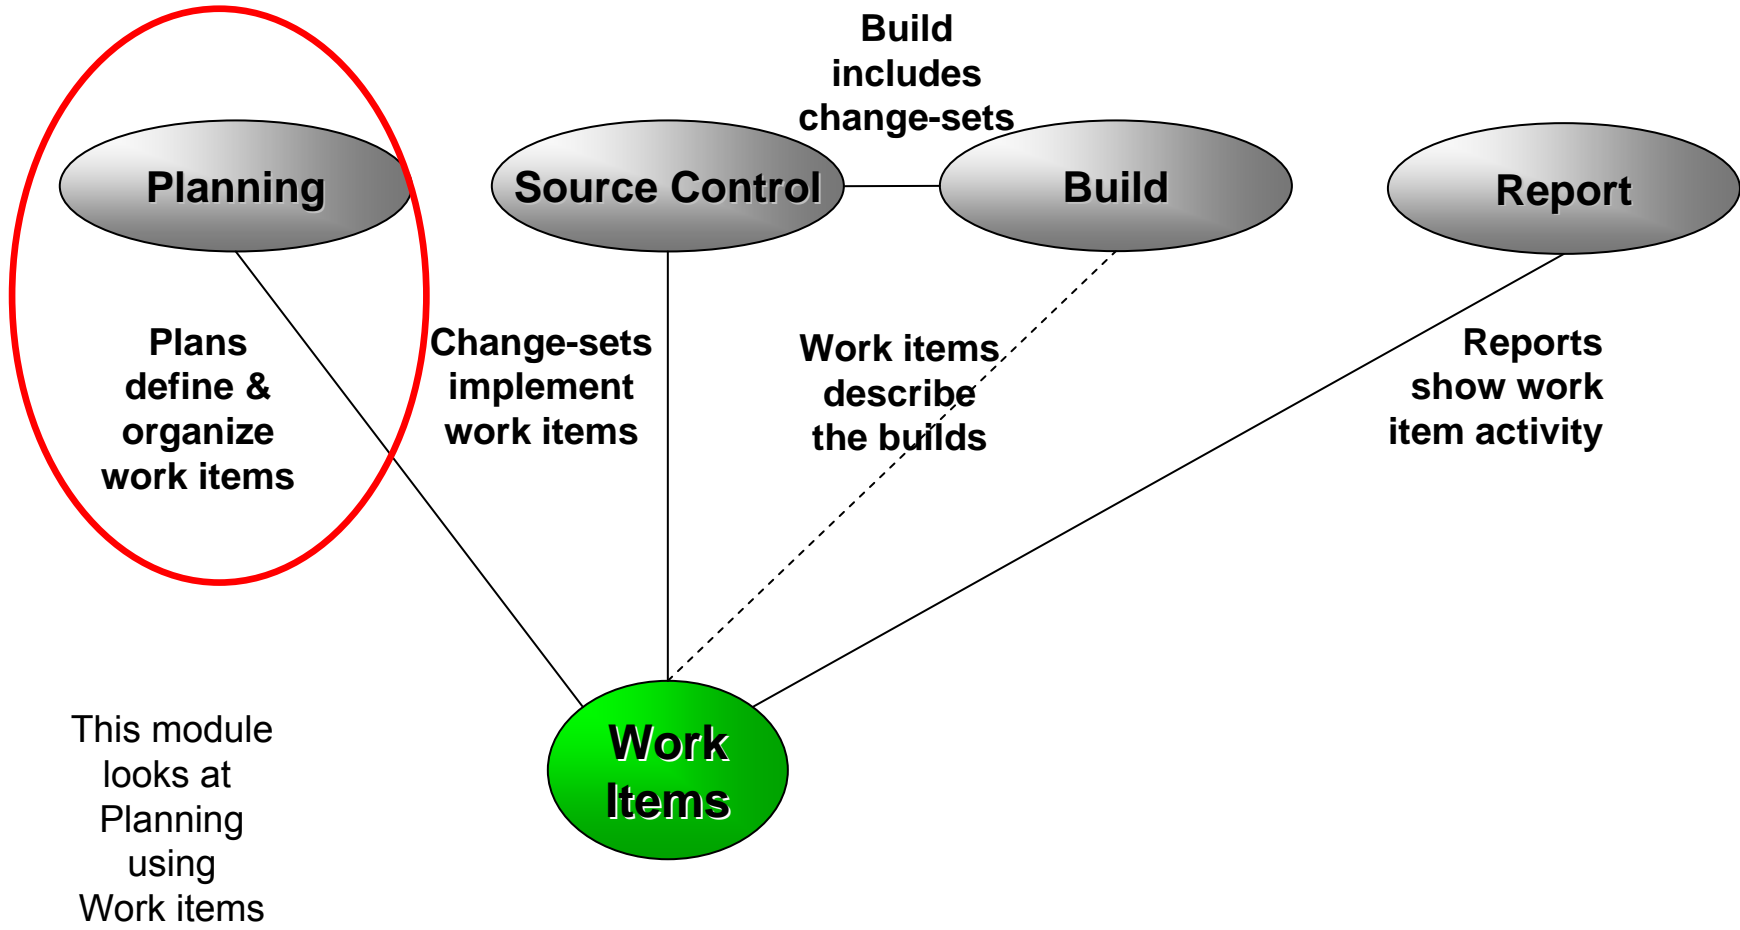 Build
includes
change-sets
Planning
Source Control
Build
Report
Plans
define &
organize
work items
Change-sets
implement
work items
Work items
describe
the builds
Reports
show work
item activity
Work
Items
This module
looks at
Planning
using
Work items